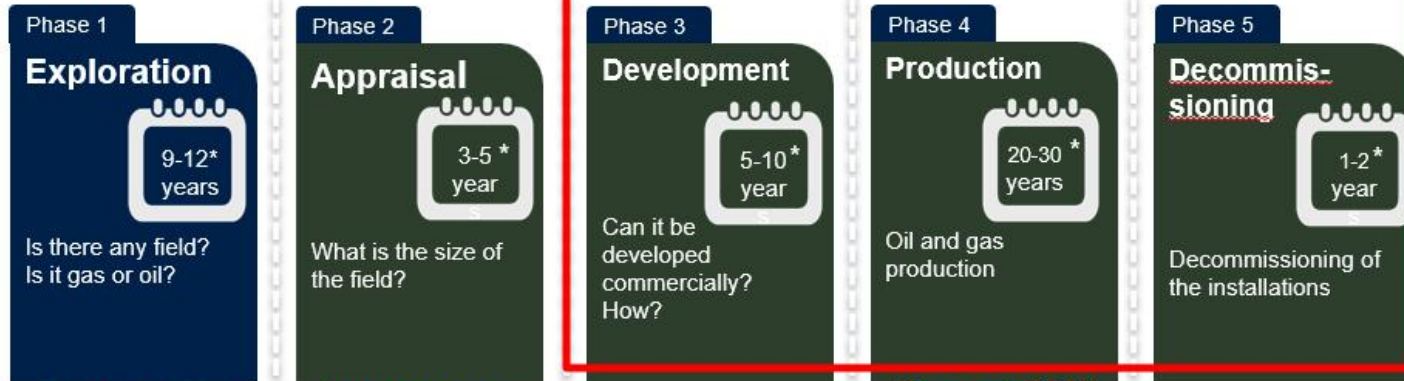 Phase 1
Exploration
9-12*
years
Is there any field?
Is it gas or oil?
Phase 2
Appraisal
3-5 *
year
s
What is the size of
the field?
Phase 3
Development
5-10 *
year
s
Can it be
developed
commercially?
How?
Phase 4
Production
20-30 *
years
Oil and gas
production
Phase 5
Decommis-
sioning
1-2 *
year
s
Decommissioning of
the installations